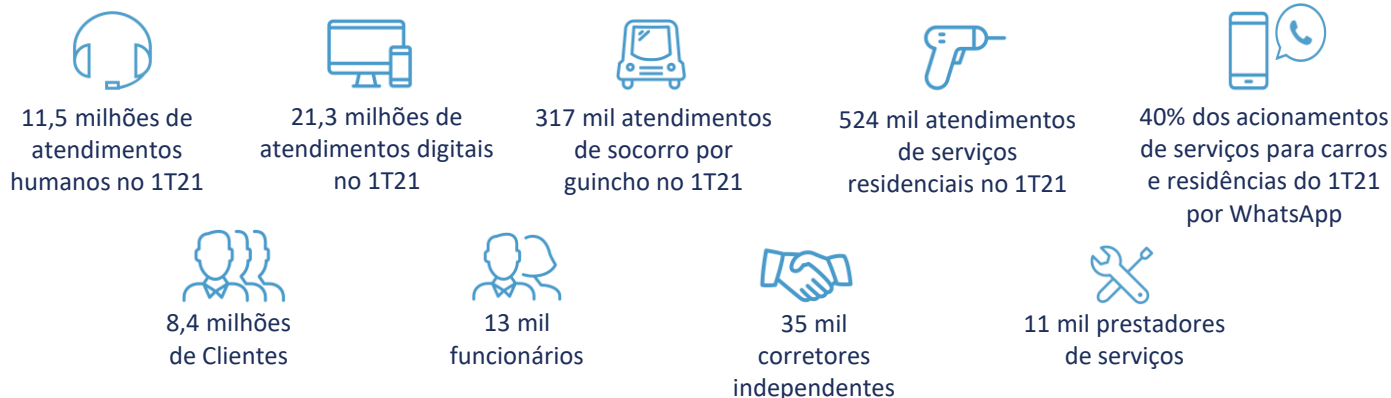 11,5 milhões de
atendimentos
humanos no 1T21
21,3 milhões de
atendimentos digitais
no 1T21
317 mil atendimentos
de socorro por
guincho no 1T21
524 mil atendimentos
de serviços
residenciais no 1T21
40% dos acionamentos
de serviços para carros
e residências do 1T21
por WhatsApp
8,4 milhões
de Clientes
13 mil
funcionários
35 mil
corretores
independentes
11 mil prestadores
de serviços